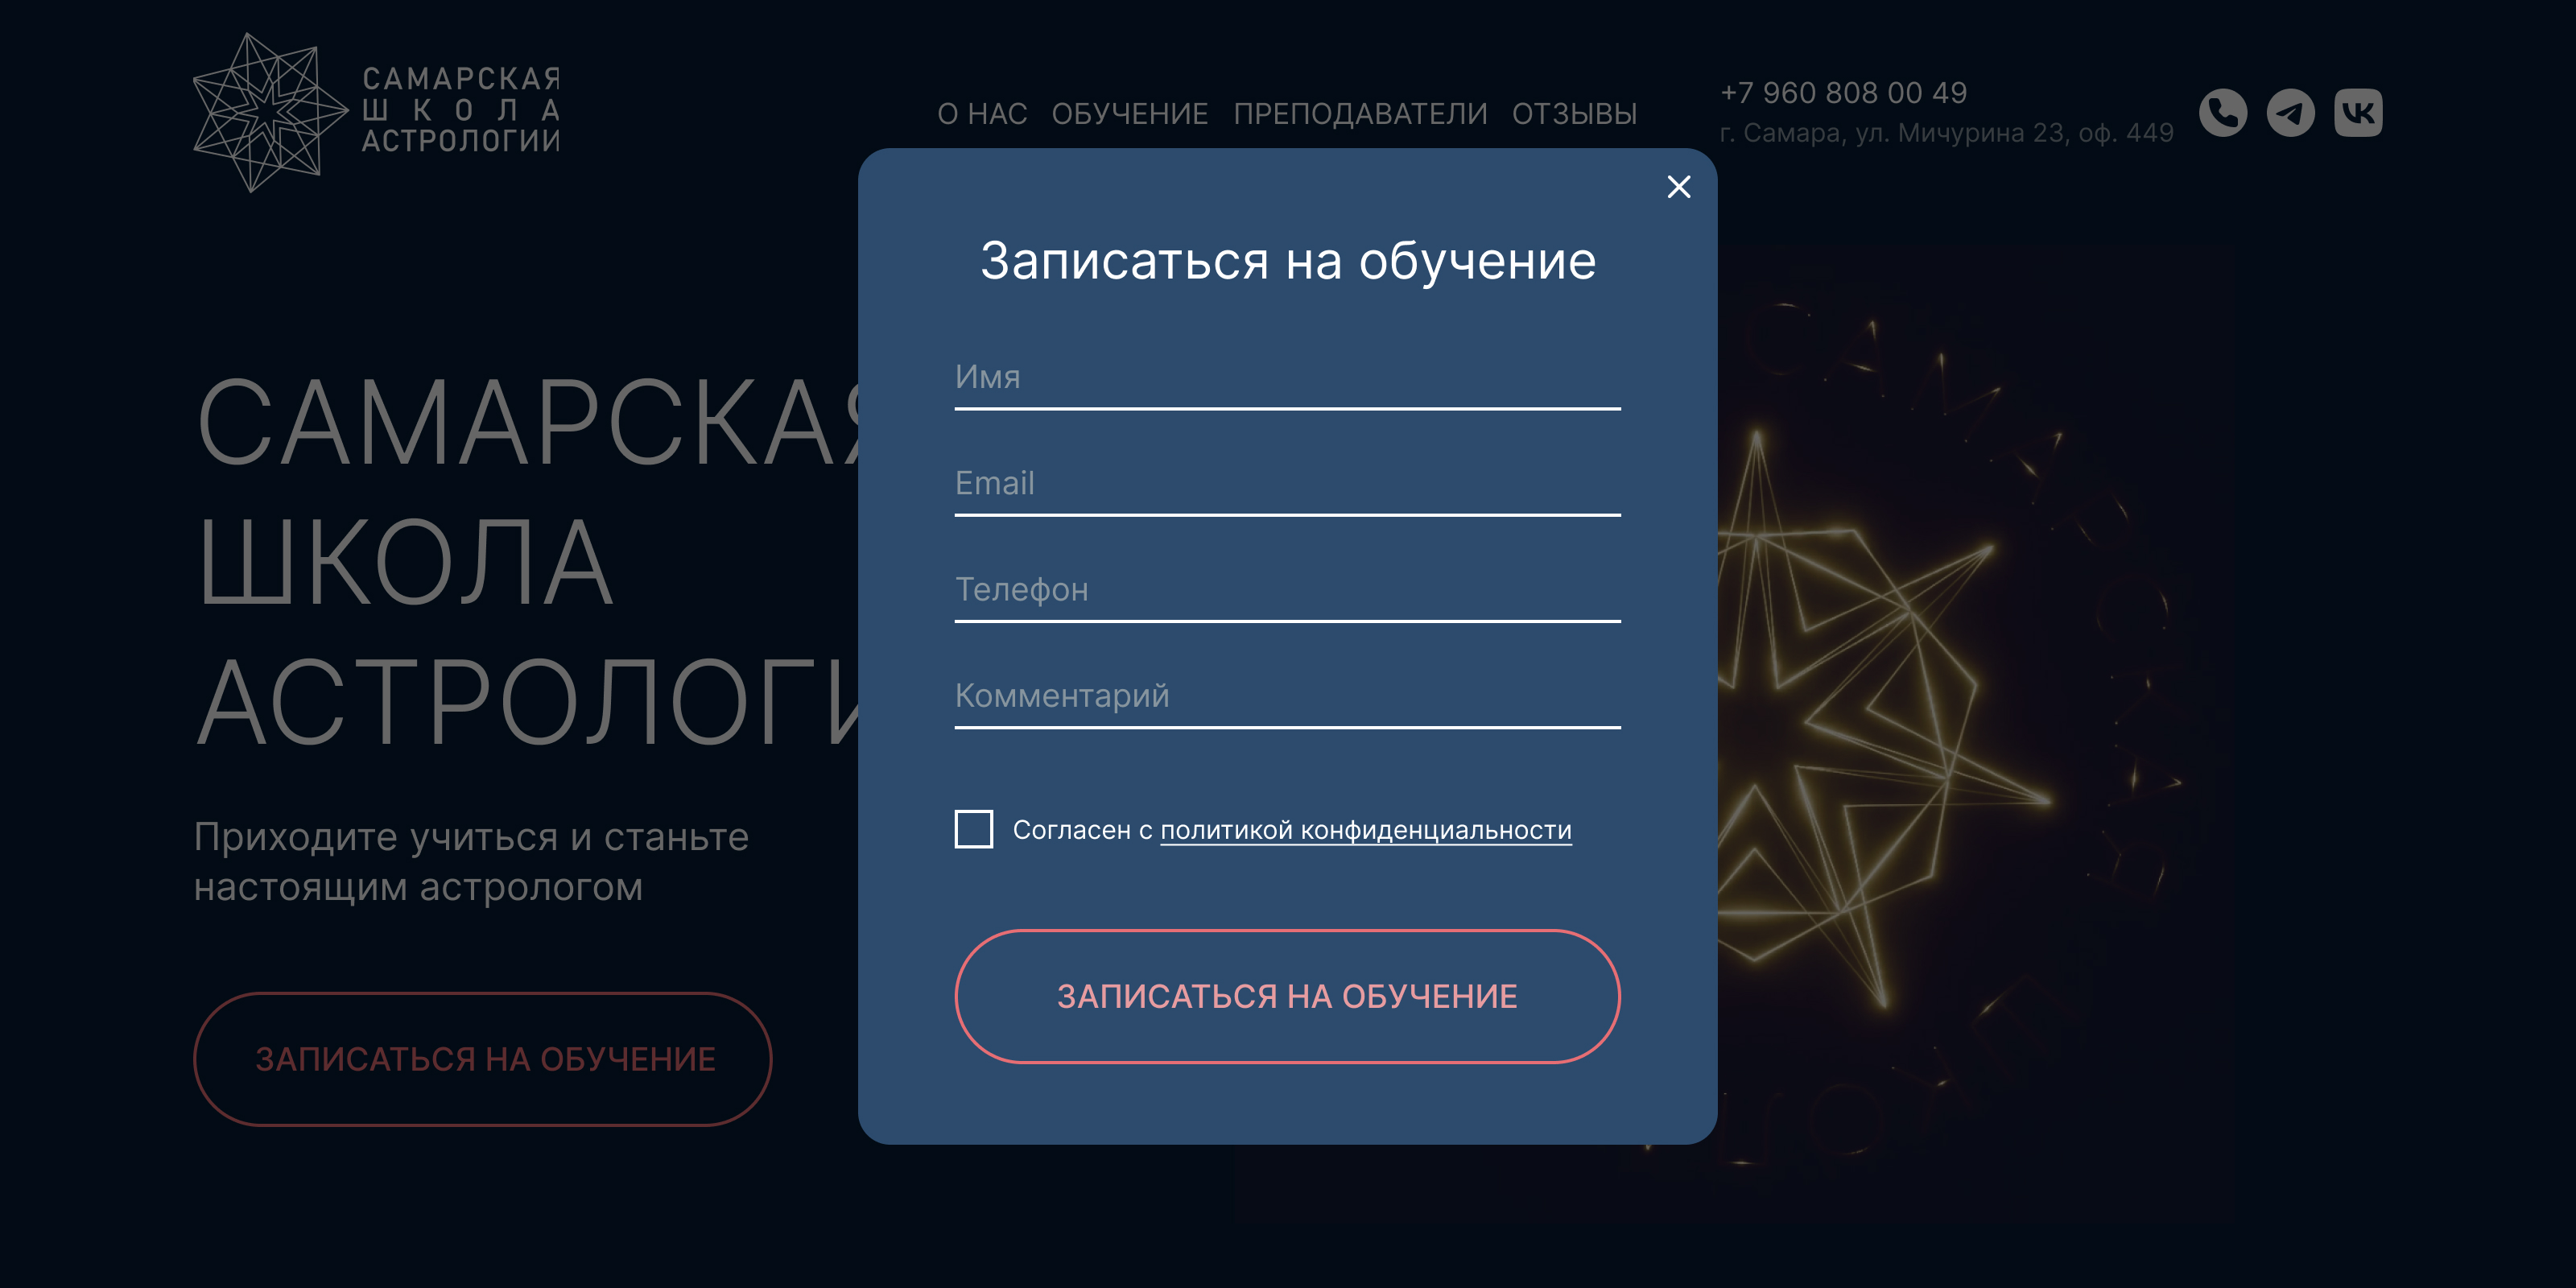 САМАРСКАЯ
ШКОЛА
АСТРОЛОГИИ
О НАС ОБУЧЕНИЕ ПРЕПОДАВАТЕЛИ ОТЗЫВЫ
+7 960 808 00 49
г. Самара, ул. Мичурина 23, оф. 449
САМАРСКАЯ
ШКОЛА
АСТРОЛОГИ
Приходите учиться и станьте
настоящим астрологом
ЗАПИСАТЬСЯ НА ОБУЧЕНИЕ
Записаться на обучение
Имя
Email
Телефон
Комментарий
Согласен с политикой конфиденциальности
ЗАПИСАТЬСЯ НА ОБУЧЕНИЕ